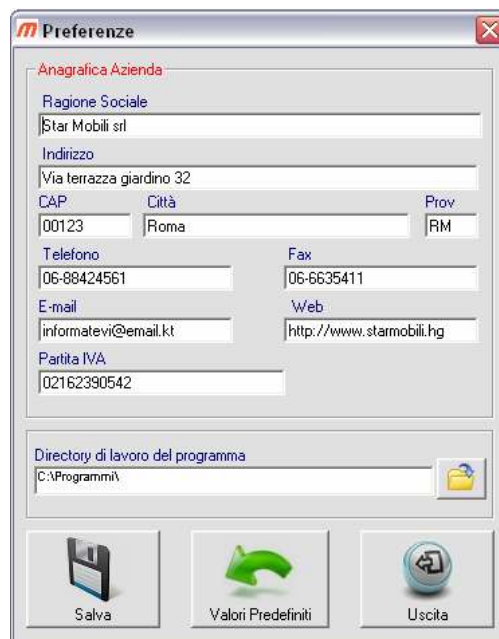 Preferenze
Anagrafica Azienda
Ragione Sociale
Star Mobili srl
Indirizzo
Via terrazza giardino 32
CAP Città Prov
00123 Roma RM
Telefono Fax
06-88424561 06-6635411
E-mail Web
informatevi@email.kt http://www.starmobili.hg
Partita IVA
02162390542
Directory di lavoro del programma
C:\Programmi\
Salva Valori Predefiniti Uscita